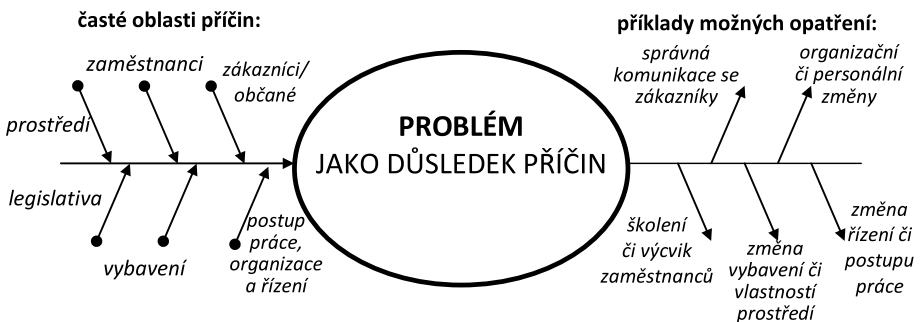 časté oblasti příčin:
zaměstnanci
zákazníci/
občané
prostředí
legislativa
vybavení
postup
práce,
organizace
a řízení
PROBLÉM
JAKO DŮSLEDEK PŘÍČIN
příklady možných opatření:
správná
komunikace se
zákazníky
organizační
či personální
změny
školení
či výcvik
zaměstnanců
změna
vybavení či
vlastností
prostředí
změna
řízení či
postupu
práce